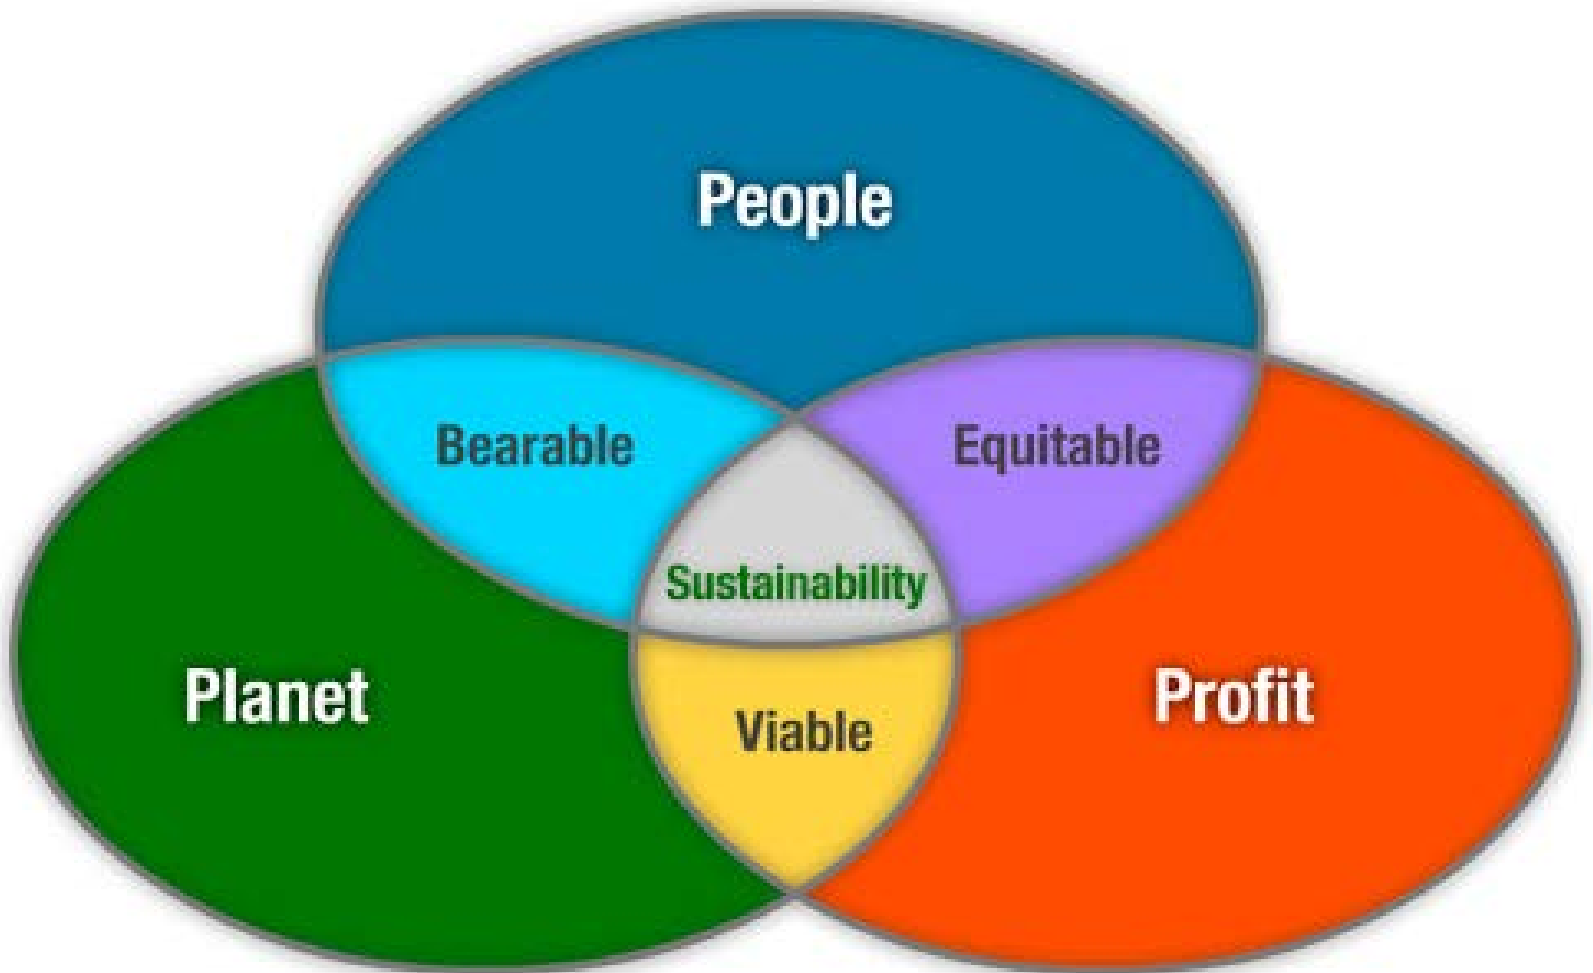 People
Bearable
Equitable
Sustainability
Planet
Profit
Viable